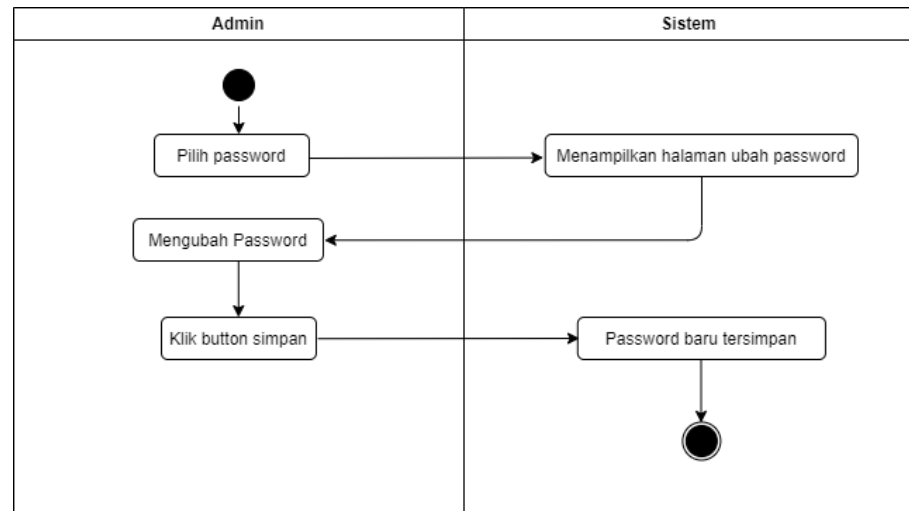 Admin
Sistem
Pilih password
Menampilkan halaman ubah password
Mengubah Password
Klik button simpan
Password baru tersimpan